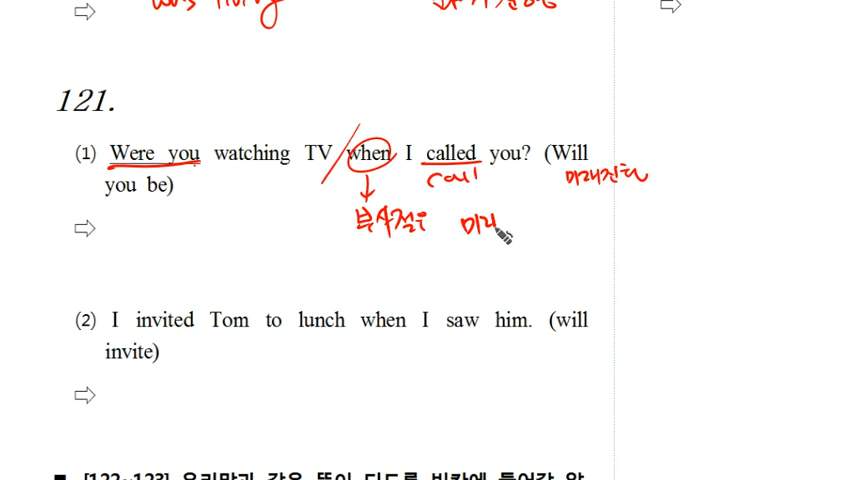 121.
(1) Were you watching TV when I called you? (Will
call
미래진행
you be)
⇨ 부사절 미래
(2) I invited Tom to lunch when I saw him. (will
invite)
⇨